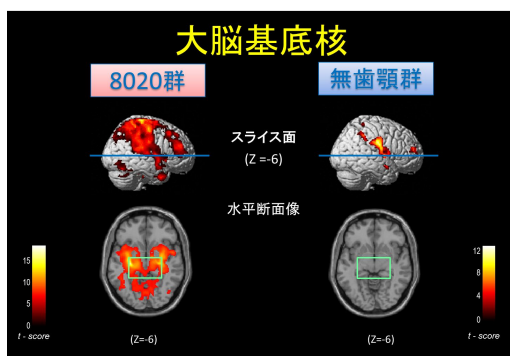 大脳基底核
8020群
無歯顎群
スライス面
(Z =-6)
水平断面像
15
10
5
0
t - score
(Z=-6)
(Z=-6)
12
8
4
0
t - score